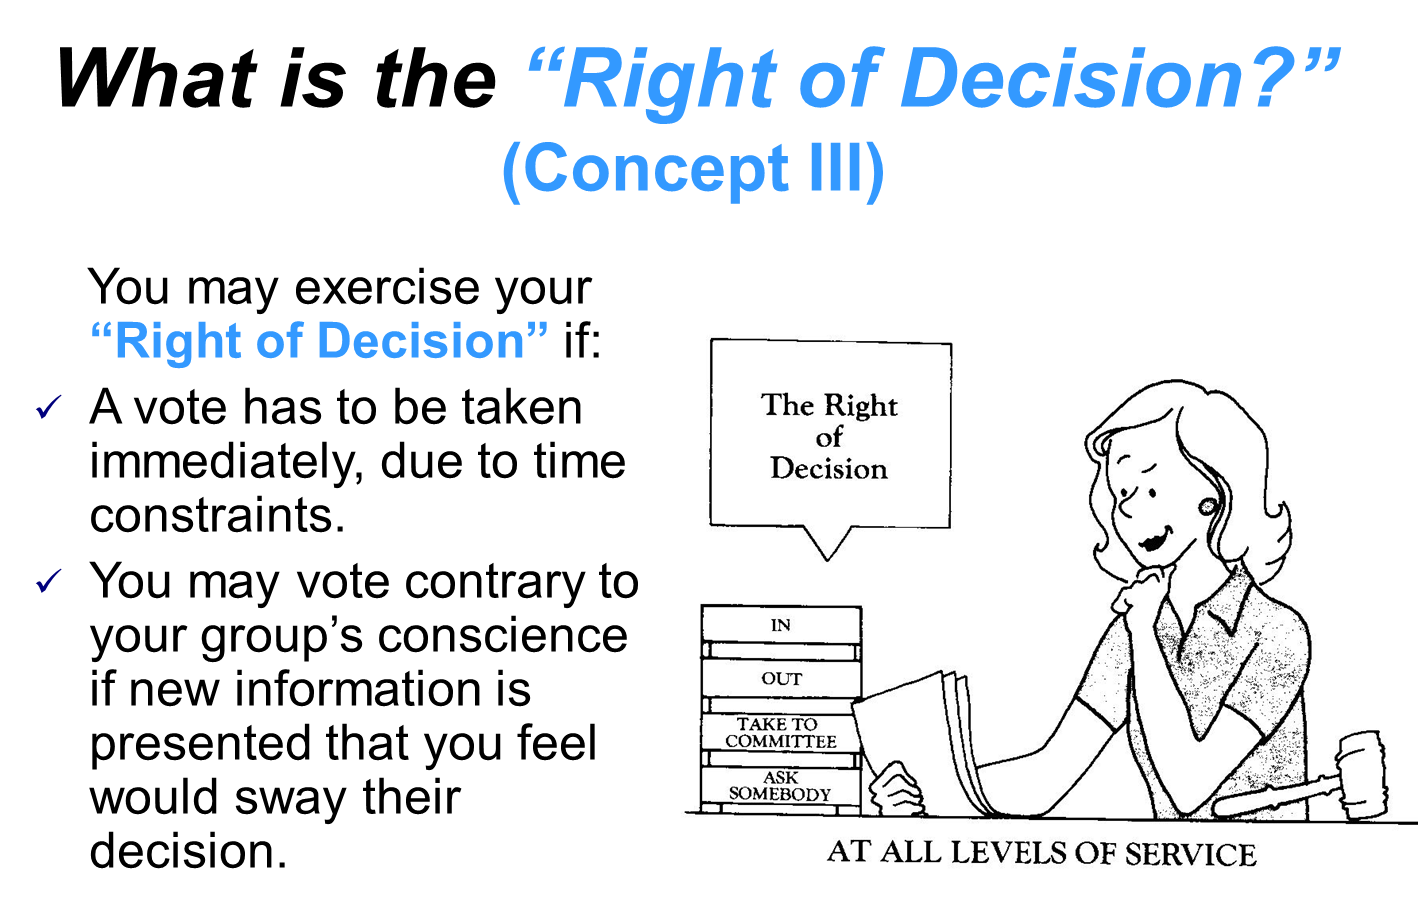 What is the “Right of Decision?”
(Concept III)
You may exercise your
“Right of Decision” if:
✓ A vote has to be taken
immediately, due to time
constraints.
✓ You may vote contrary to
your group’s conscience
if new information is
presented that you feel
would sway their
decision.
The Right
of
Decision
IN
OUT
TAKE TO
COMMITTEE
ASK
SOMEBODY
AT ALL LEVELS OF SERVICE